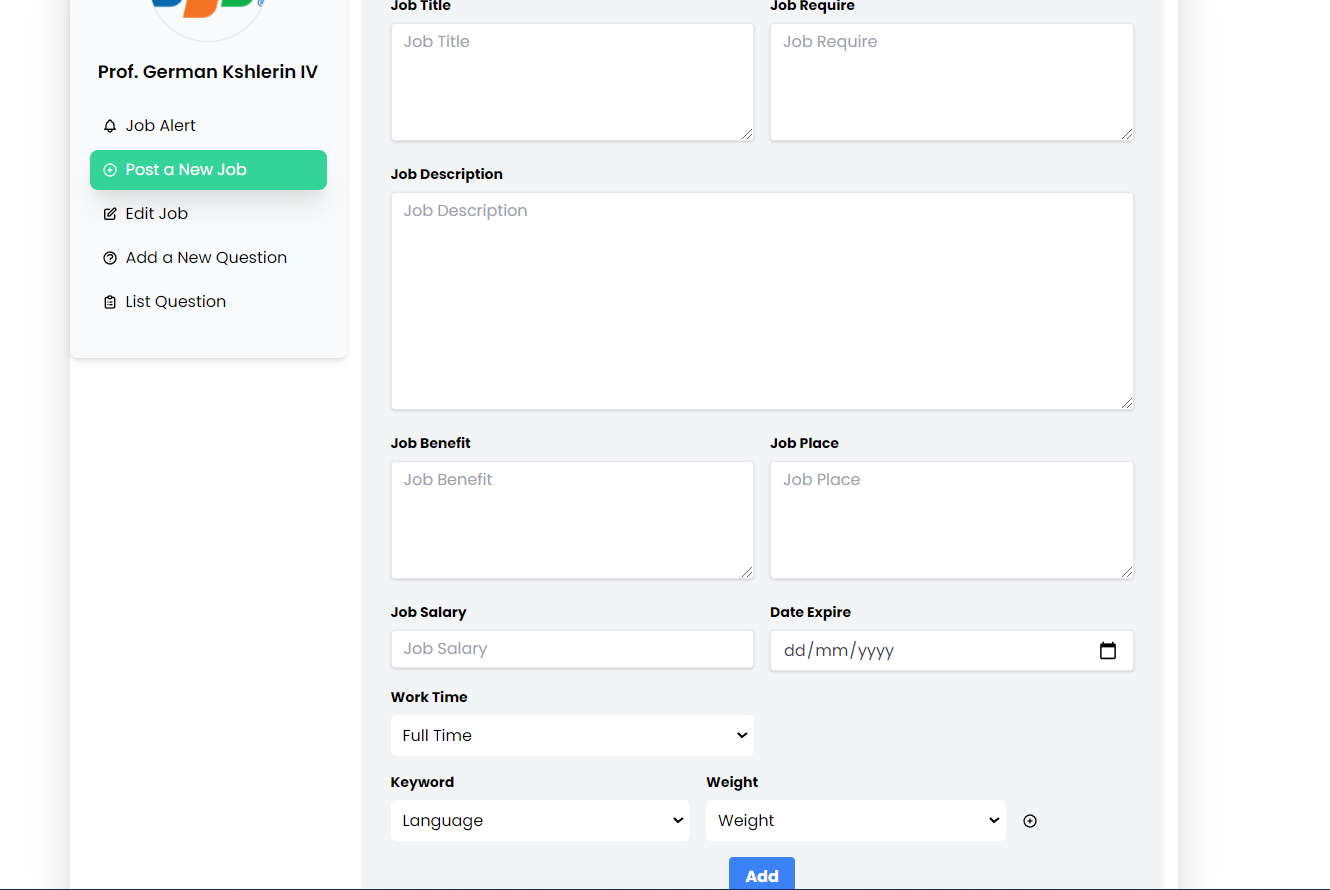 Prof. German Kshlerin IV
Job Alert
Post a New Job
Edit Job
Add a New Question
List Question
Job Title
Job Require
Job Title
Job Require
Job Description
Job Description
Job Benefit
Job Place
Job Benefit
Job Place
Job Salary
Date Expire
Job Salary
dd/mm/yyyy
Work Time
Full Time
Keyword
Weight
Language
Weight
Add